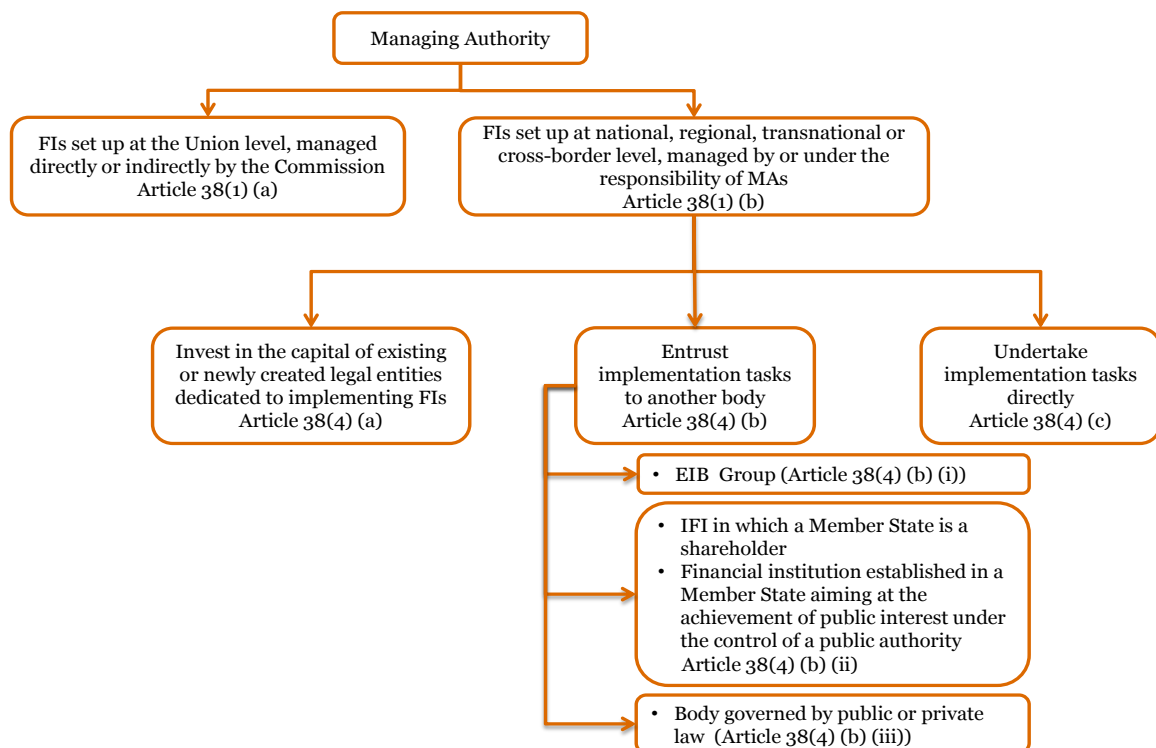 Managing Authority
FIs set up at the Union level, managed
directly or indirectly by the Commission
Article 38(1) (a)
FIs set up at national, regional, transnational or
cross-border level, managed by or under the
responsibility of MAs
Article 38(1) (b)
Invest in the capital of existing
or newly created legal entities
dedicated to implementing FIs
Article 38(4) (a)
Entrust
implementation tasks
to another body
Article 38(4) (b)
Undertake
implementation tasks
directly
Article 38(4) (c)
• EIB  Group (Article 38(4) (b) (i))
• IFI in which a Member State is a
shareholder
• Financial institution established in a
Member State aiming at the
achievement of public interest under
the control of a public authority
Article 38(4) (b) (ii)
• Body governed by public or private
law  (Article 38(4) (b) (iii))